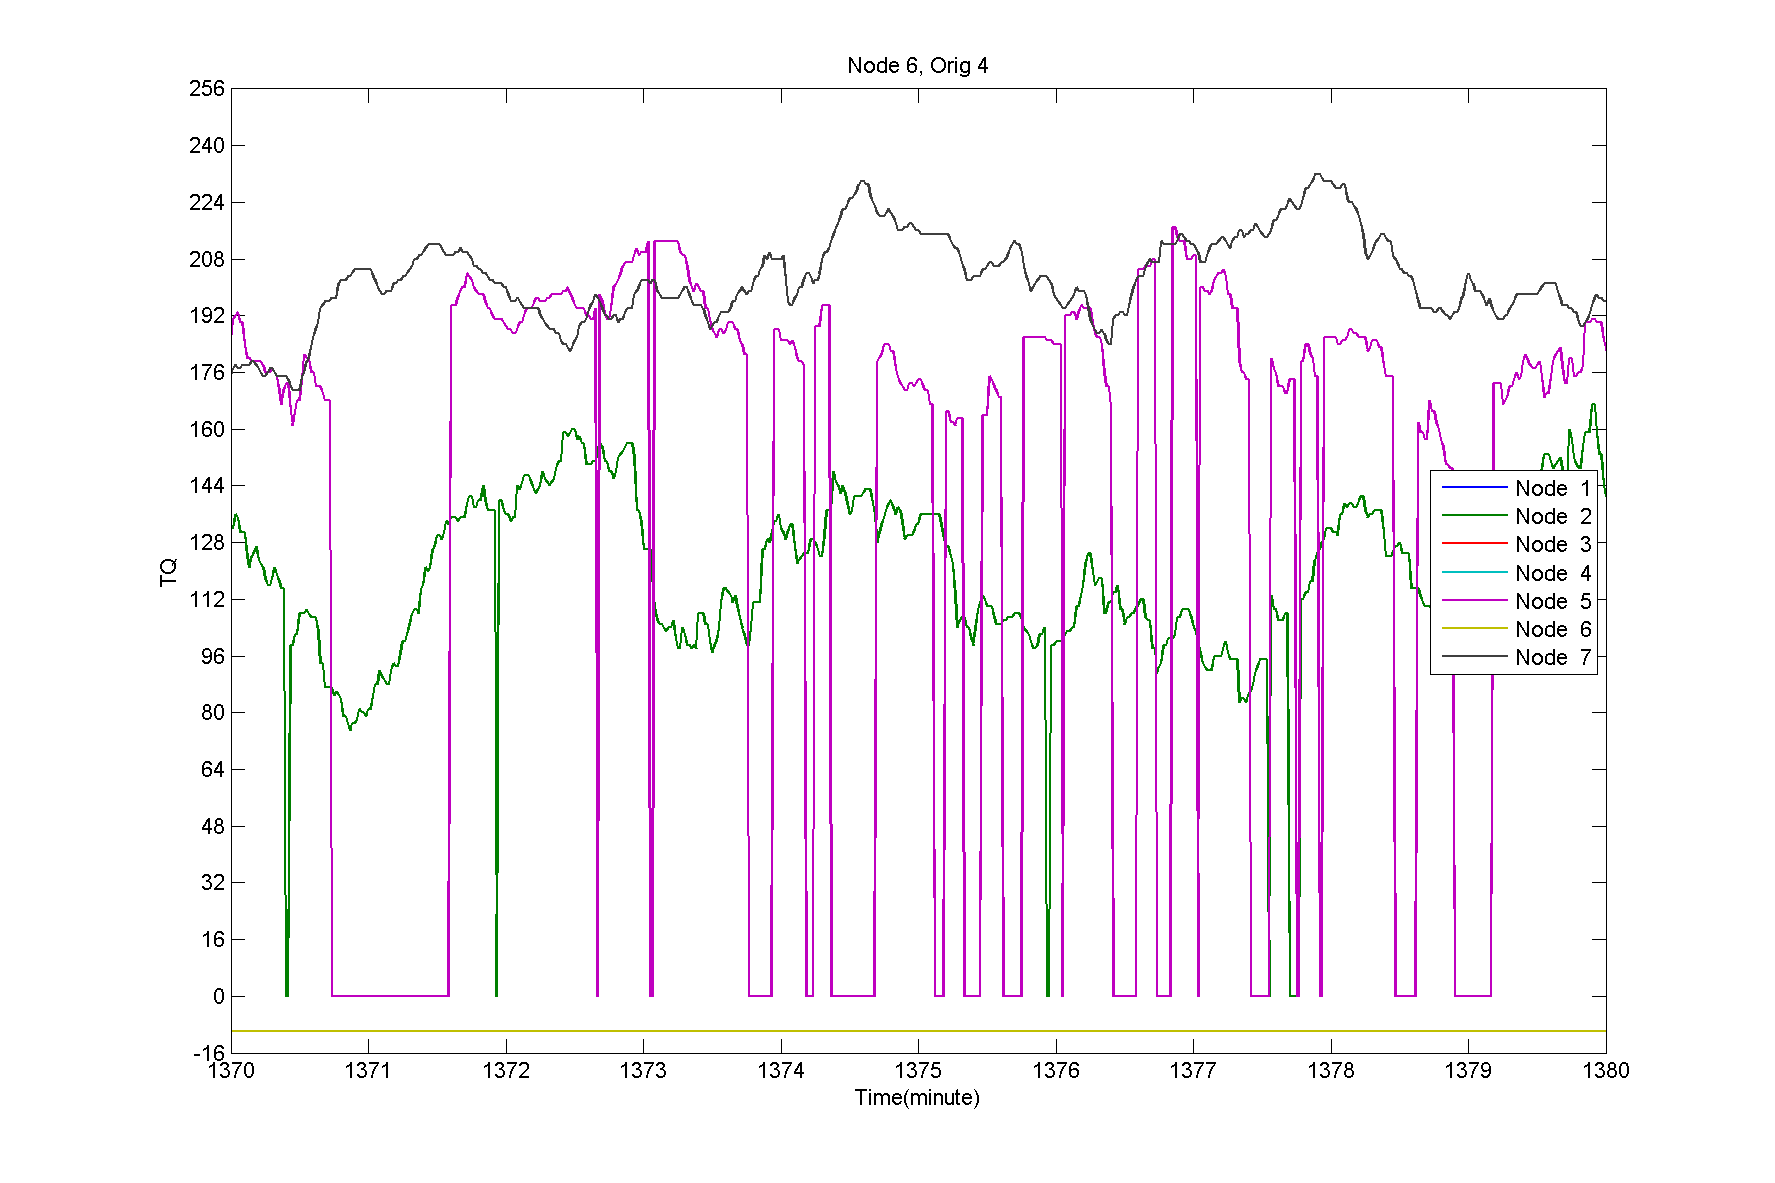 Node 6, Orig 4
256
240
224
208
192
176
160
144
128
112
96
80
64
48
32
16
0
-16
TQ
1370 1371 1372 1373 1374 1375 1376 1377 1378 1379 1380
Time(minute)
Node 1
Node 2
Node 3
Node 4
Node 5
Node 6
Node 7